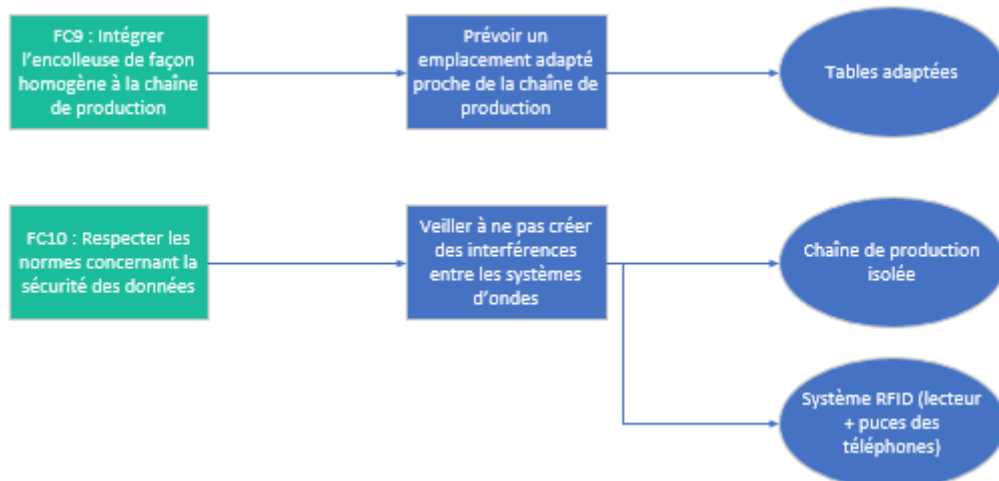 FC9 : Intégrer
l'encolleuse de façon
homogène à la chaîne
de production
Prévoir un
emplacement adapté
proche de la chaîne de
production
Tables adaptées
FC10 : Respecter les
normes concernant la
sécurité des données
Veiller à ne pas créer
des interférences
entre les systèmes
d'ondes
Chaîne de production
isolée
Système RFID (lecteur
+ puces des
téléphones)